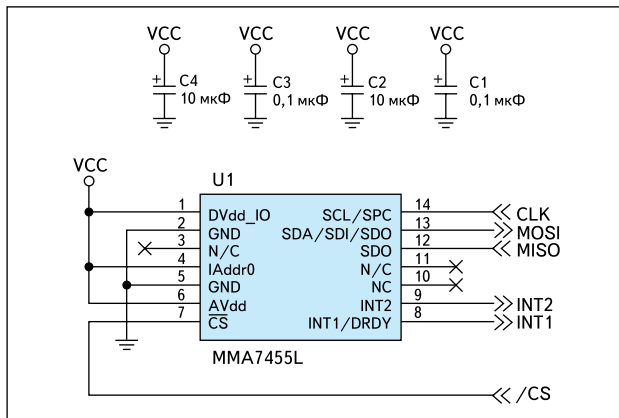 VCC VCC VCC VCC
+ C4 + C3 + C2 + C1
10 мкФ 0,1 мкФ 10 мкФ 0,1 мкФ
VCC
U1
1 DVdd_IO SCL/SPC 14 CLK
2 GND SDA/SDI/SDO 13 MOSI
3 N/C SDO 12 MISO
4 IAddr0 N/C 11
5 GND NC 10
6 AVdd INT2 9 INT2
7 CS INT1/DRDY 8 INT1
MMA7455L
/CS